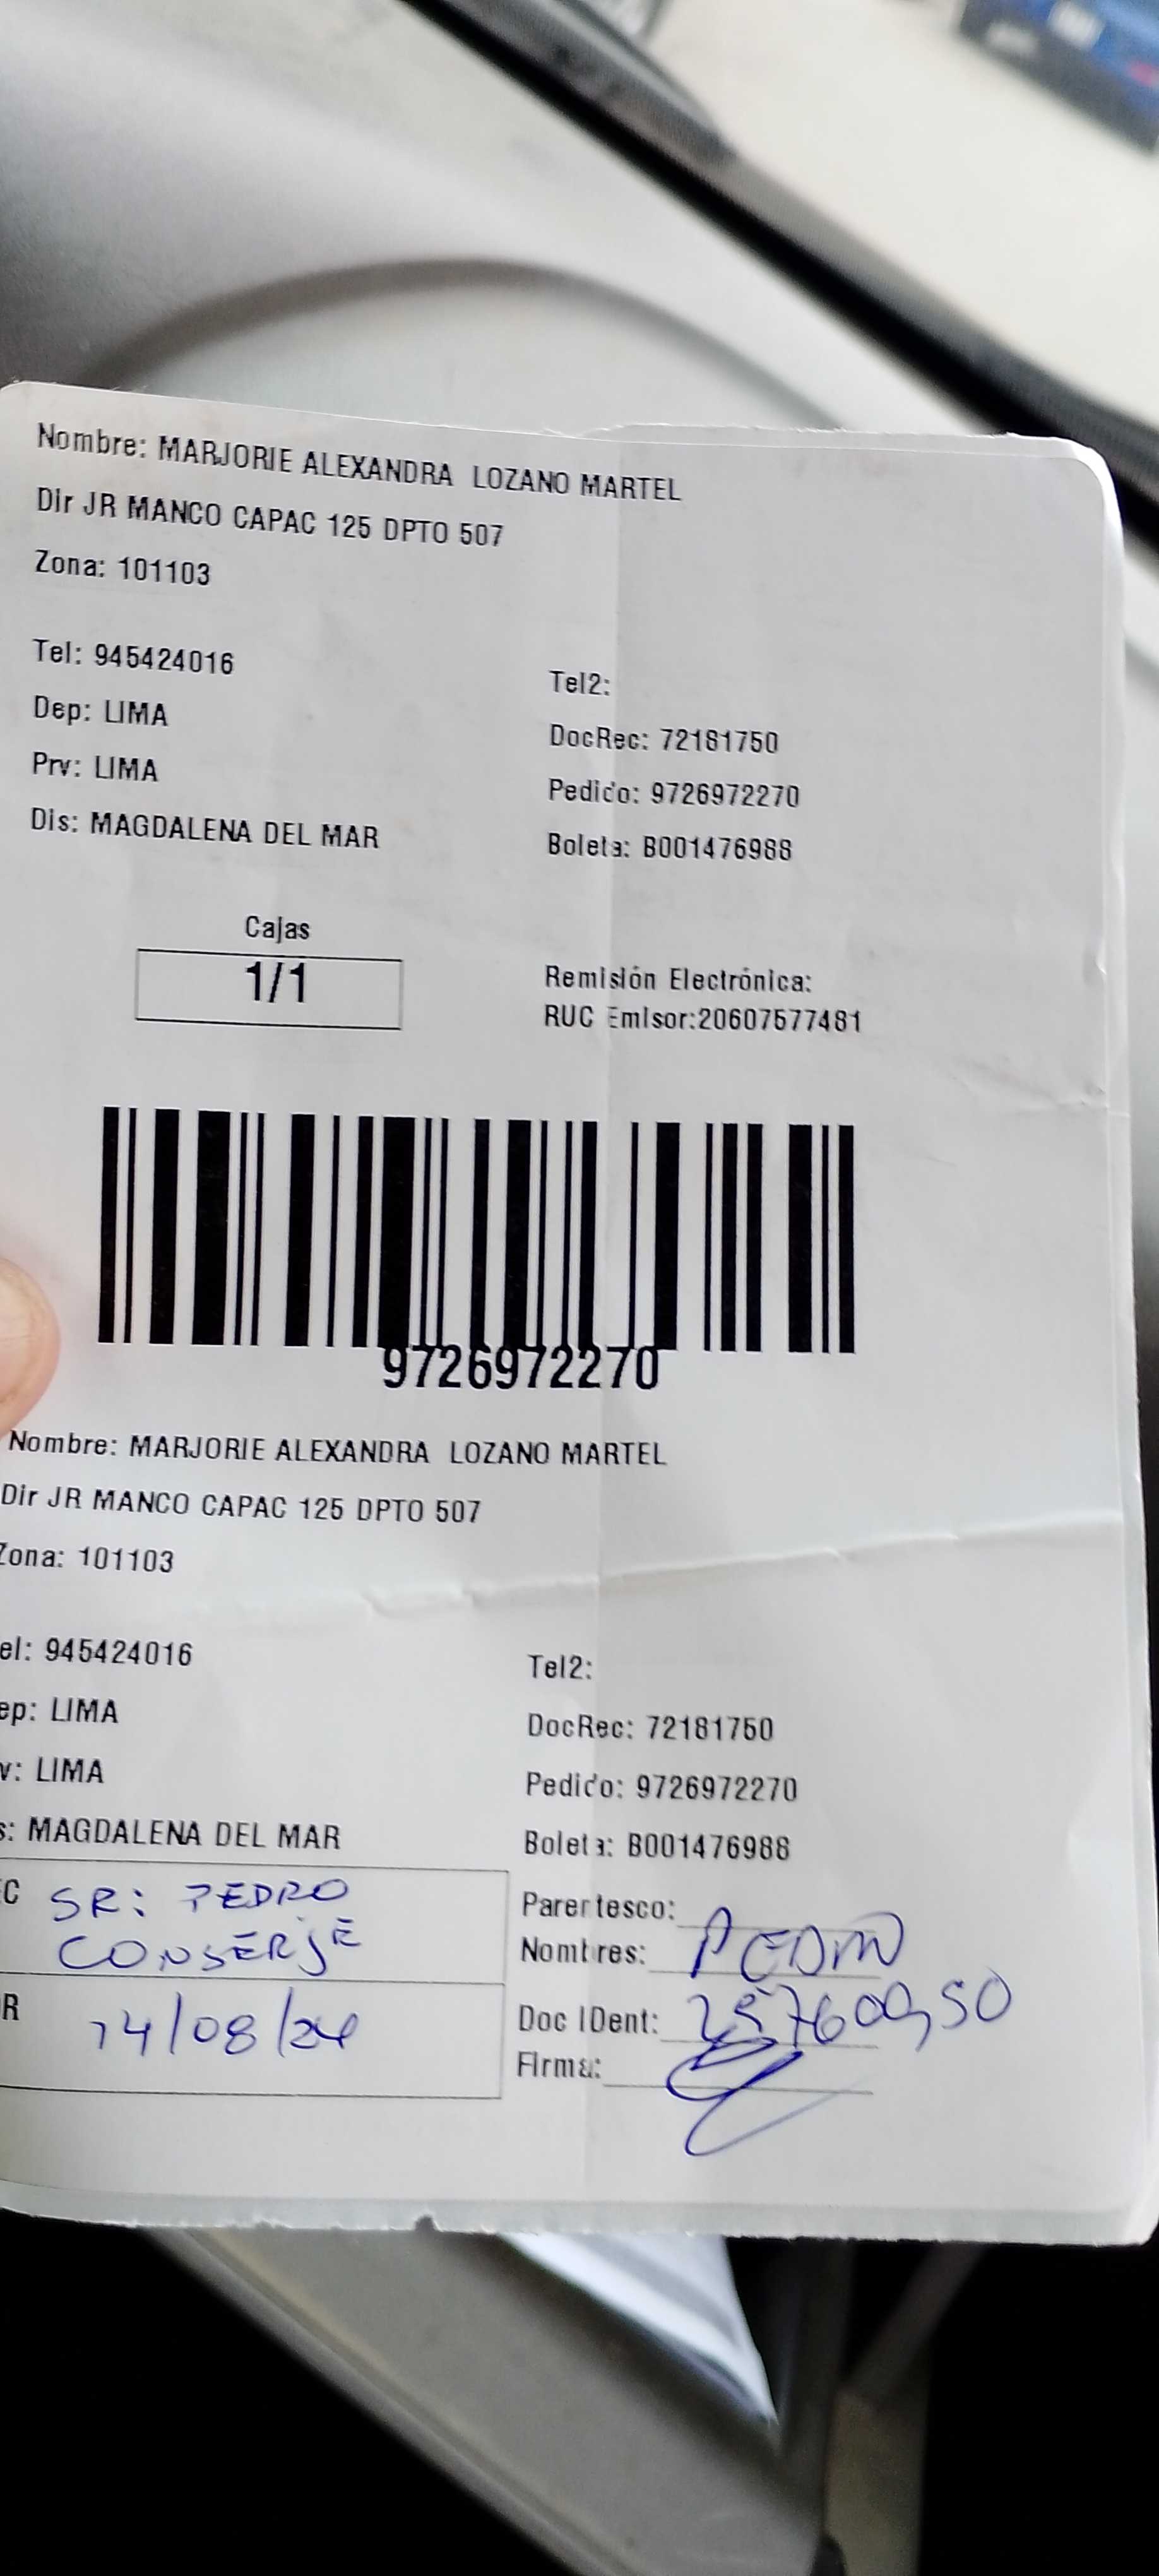 Nombre: MARJORIE ALEXANDRA LOZANO MARTEL
Dir JR MANCO CAPAC 125 DPTO 507
Zona: 101103
Tel: 945424016
Tel2:
Dep: LIMA
DocRec: 72181750
Prv: LIMA
Pedido: 9726972270
Dis: MAGDALENA DEL MAR
Boleta: B001476988
Cajas
1/1
Remisión Electrónica:
RUC Emisor:20607577481
9726972270
Nombre: MARJORIE ALEXANDRA LOZANO MARTEL
Dir JR MANCO CAPAC 125 DPTO 507
Zona: 101103
el: 945424016
Tel2:
ep: LIMA
DocRec: 72181750
v: LIMA
Pedido: 9726972270
s: MAGDALENA DEL MAR
Boleta: B001476988
C SR: PEDRO
CONSERJE
Parentesco:
Nombres: PEDRO
R 14/08/24
Doc IDent:
Firma: